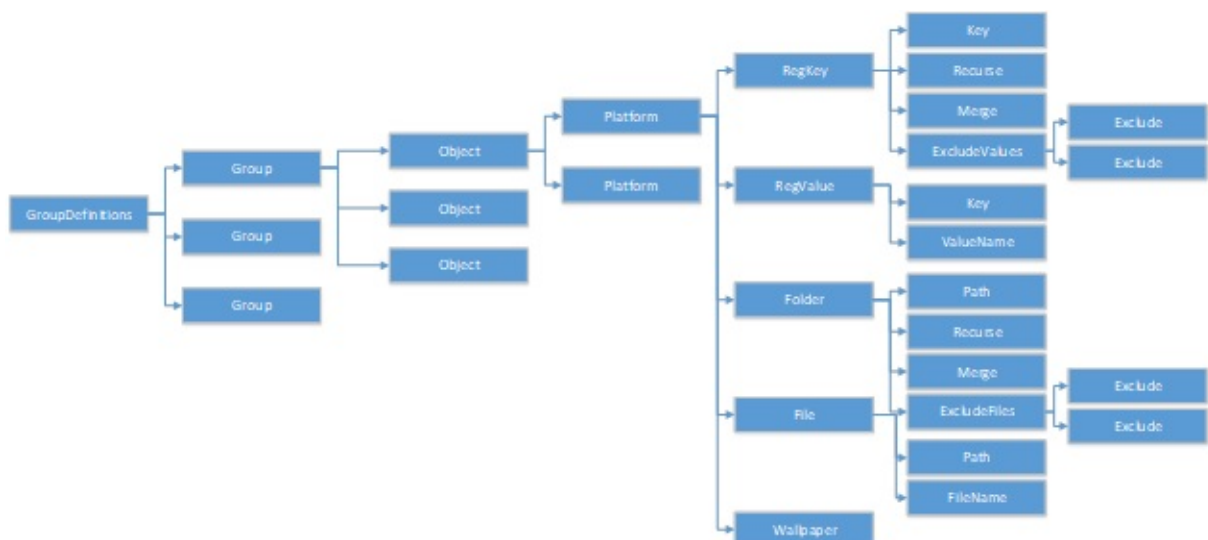 GroupDefinitions
Group
Group
Group
Object
Object
Object
Platform
Platform
RegKey
RegValue
Folder
File
Wallpaper
Key
Recurse
Merge
ExcludeValues
Key
ValueName
Path
Recurse
Merge
ExcludeFiles
Path
FileName
Exclude
Exclude
Exclude
Exclude